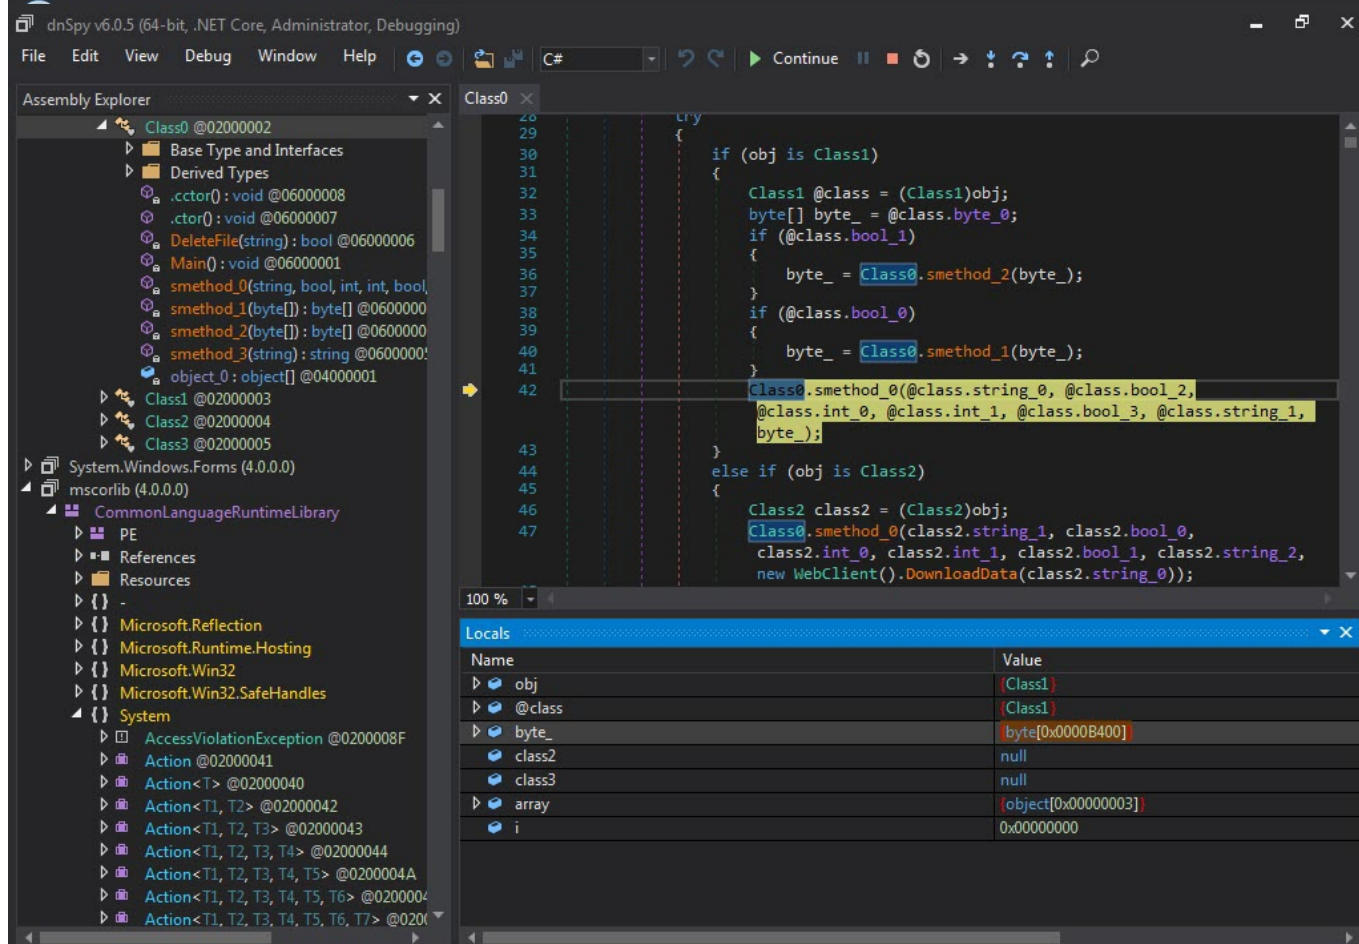 dnSpy v6.0.5 (64-bit, .NET Core, Administrator, Debugging)
File Edit View Debug Window Help C# Continue
Assembly Explorer
Class0 @02000002
Base Type and Interfaces
Derived Types
.cctor() : void @06000008
.ctor() : void @06000007
DeleteFile(string) : bool @06000006
Main() : void @06000001
smethod_0(string, bool, int, int, bool,
smethod_1(byte[]) : byte[] @0600000
smethod_2(byte[]) : byte[] @0600000
smethod_3(string) : string @06000005
object_0 : object[] @04000001
Class1 @02000003
Class2 @02000004
Class3 @02000005
System.Windows.Forms (4.0.0.0)
mscorlib (4.0.0.0)
CommonLanguageRuntimeLibrary
PE
References
Resources
{ } -
{ } Microsoft.Reflection
{ } Microsoft.Runtime.Hosting
{ } Microsoft.Win32
{ } Microsoft.Win32.SafeHandles
{ } System
AccessViolationException @0200008F
Action @02000041
Action<T> @02000040
Action<T1, T2> @02000042
Action<T1, T2, T3> @02000043
Action<T1, T2, T3, T4> @02000044
Action<T1, T2, T3, T4, T5> @0200004A
Action<T1, T2, T3, T4, T5, T6> @0200004
Action<T1, T2, T3, T4, T5, T6, T7> @0200
Class0
28 try
29 {
30 if (obj is Class1)
31 {
32 Class1 @class = (Class1)obj;
33 byte[] byte_ = @class.byte_0;
34 if (@class.bool_1)
35 {
36 byte_ = Class0.smethod_2(byte_);
37 }
38 if (@class.bool_0)
39 {
40 byte_ = Class0.smethod_1(byte_);
41 }
42 Class0.smethod_0(@class.string_0, @class.bool_2,
@class.int_0, @class.int_1, @class.bool_3, @class.string_1,
byte_);
43 }
44 else if (obj is Class2)
45 {
46 Class2 class2 = (Class2)obj;
47 Class0.smethod_0(class2.string_1, class2.bool_0,
class2.int_0, class2.int_1, class2.bool_1, class2.string_2,
new WebClient().DownloadData(class2.string_0));
100 %
Locals
Name Value
obj {Class1}
@class {Class1}
byte_ {byte[0x0000B400]}
class2 null
class3 null
array {object[0x00000003]}
i 0x00000000